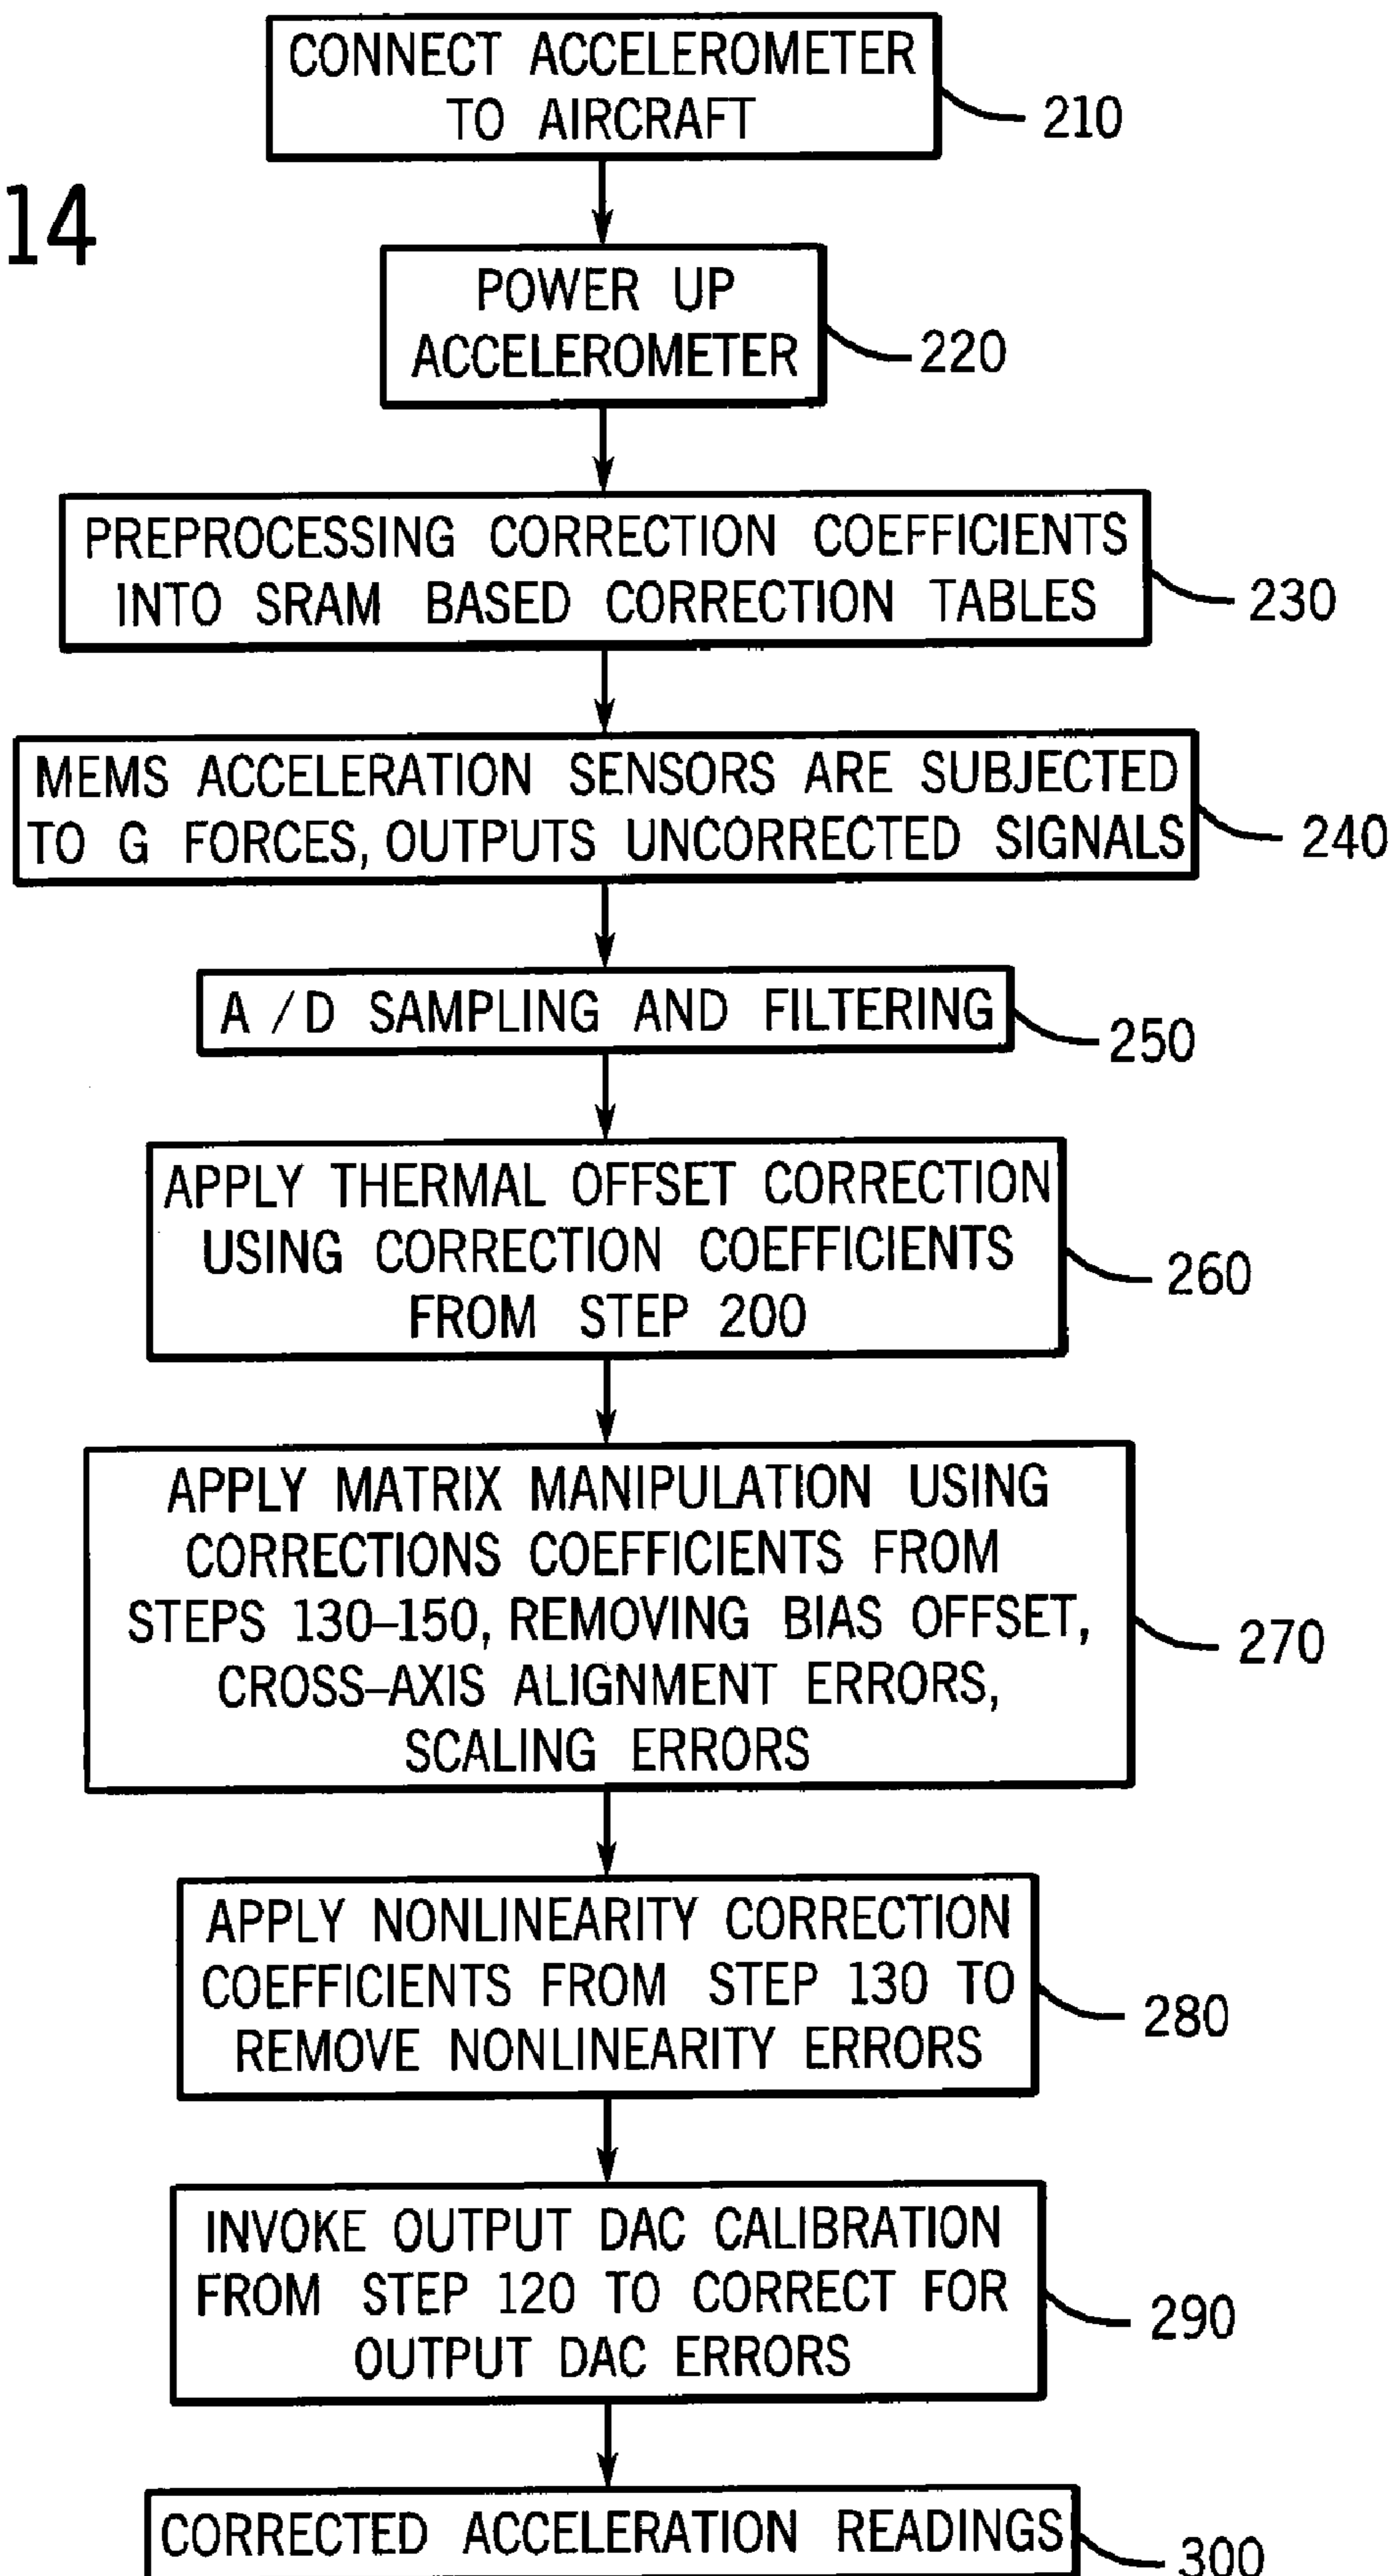 CONNECT ACCELEROMETER
TO AIRCRAFT
210
14
POWER UP
ACCELEROMETER
220
PREPROCESSING CORRECTION COEFFICIENTS
INTO SRAM BASED CORRECTION TABLES
230
MEMS ACCELERATION SENSORS ARE SUBJECTED
TO G FORCES, OUTPUTS UNCORRECTED SIGNALS
240
A/D SAMPLING AND FILTERING
250
APPLY THERMAL OFFSET CORRECTION
USING CORRECTION COEFFICIENTS
FROM STEP 200
260
APPLY MATRIX MANIPULATION USING
CORRECTIONS COEFFICIENTS FROM
STEPS 130–150, REMOVING BIAS OFFSET,
CROSS–AXIS ALIGNMENT ERRORS,
SCALING ERRORS
270
APPLY NONLINEARITY CORRECTION
COEFFICIENTS FROM STEP 130 TO
REMOVE NONLINEARITY ERRORS
280
INVOKE OUTPUT DAC CALIBRATION
FROM STEP 120 TO CORRECT FOR
OUTPUT DAC ERRORS
290
CORRECTED ACCELERATION READINGS
300